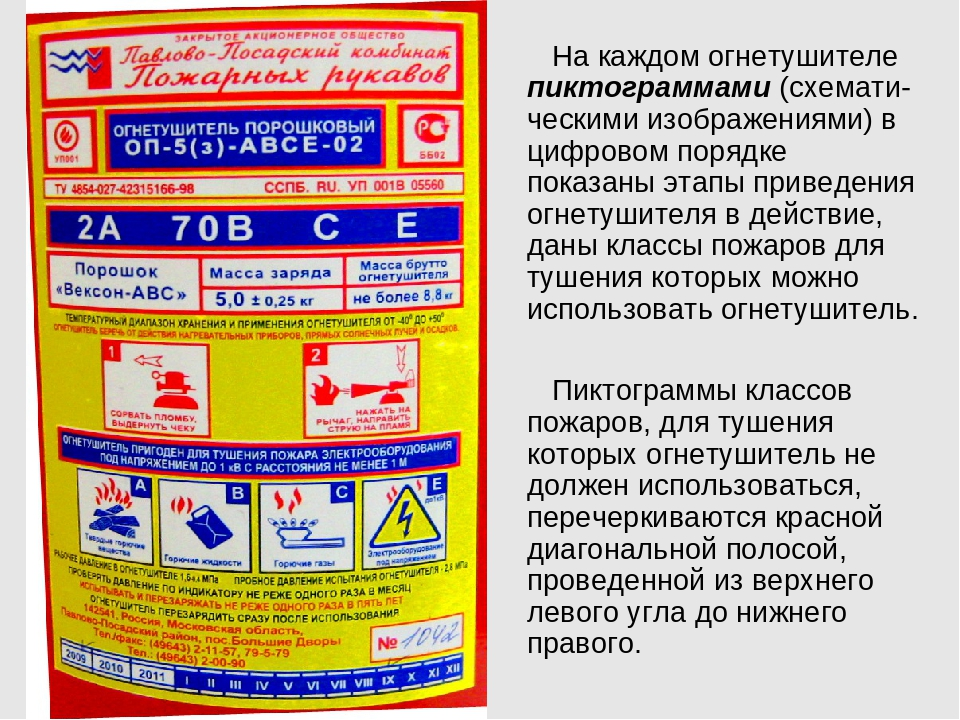 ЗАКРЫТОЕ АКЦИОНЕРНОЕ ОБЩЕСТВО
Павлово-Посадский комбинат
Пожарных рукавов
УП001
ОГНЕТУШИТЕЛЬ ПОРОШКОВЫЙ
ОП-5(з)-АВСЕ-02
ББ02
ТУ 4854-027-42315166-98 ССПБ. RU. УП 001В 05560
2А 70В С Е
Порошок
«Вексон-АВС»
Масса заряда
5,0 ± 0,25 кг
Масса брутто
огнетушителя
не более 8,8 кг
ТЕМПЕРАТУРНЫЙ ДИАПАЗОН ХРАНЕНИЯ И ПРИМЕНЕНИЯ ОГНЕТУШИТЕЛЯ ОТ -40⁰ ДО +50⁰
ОГНЕТУШИТЕЛЬ БЕРЕЧЬ ОТ ДЕЙСТВИЯ НАГРЕВАТЕЛЬНЫХ ПРИБОРОВ, ПРЯМЫХ СОЛНЕЧНЫХ ЛУЧЕЙ И ОСАДКОВ.
1
СОРВАТЬ ПЛОМБУ,
ВЫДЕРНУТЬ ЧЕКУ
2
НАЖАТЬ НА
РЫЧАГ, НАПРАВИТЬ
СТРУЮ НА ПЛАМЯ
ОГНЕТУШИТЕЛЬ ПРИГОДЕН ДЛЯ ТУШЕНИЯ ПОЖАРА ЭЛЕКТРООБОРУДОВАНИЯ
ПОД НАПРЯЖЕНИЕМ ДО 1 кВ С РАССТОЯНИЯ НЕ МЕНЕЕ 1 М
А
Твердые горючие
вещества
В
Горючие жидкости
С
Горючие газы
Е
Электрооборудование
под напряжением
РАБОЧЕЕ ДАВЛЕНИЕ В ОГНЕТУШИТЕЛЕ МПа ПРОБНОЕ ДАВЛЕНИЕ ИСПЫТАНИЯ ОГНЕТУШИТЕЛЯ - МПа
ПРОВЕРЯТЬ ДАВЛЕНИЕ ПО ИНДИКАТОРУ НЕ РЕЖЕ ОДНОГО РАЗА В МЕСЯЦ
ИСПЫТЫВАТЬ И ПЕРЕЗАРЯЖАТЬ НЕ РЕЖЕ ОДНОГО РАЗА В ПЯТЬ ЛЕТ
ОГНЕТУШИТЕЛЬ ПЕРЕЗАРЯДИТЬ СРАЗУ ПОСЛЕ ИСПОЛЬЗОВАНИЯ
142541, Россия, Московская область,
Павлово-Посадский район, пос.Большие Дворы
Тел./факс: (49643) 2-11-57, 79-5-79
Тел.: (49643) 2-00-90
№ 1042
2009 2010 2011 I II III IV V VI VII VIII IX X XI XII
На каждом огнетушителе
пиктограммами (схемати-
ческими изображениями) в
цифровом порядке
показаны этапы приведения
огнетушителя в действие,
даны классы пожаров для
тушения которых можно
использовать огнетушитель.
Пиктограммы классов
пожаров, для тушения
которых огнетушитель не
должен использоваться,
перечеркиваются красной
диагональной полосой,
проведенной из верхнего
левого угла до нижнего
правого.